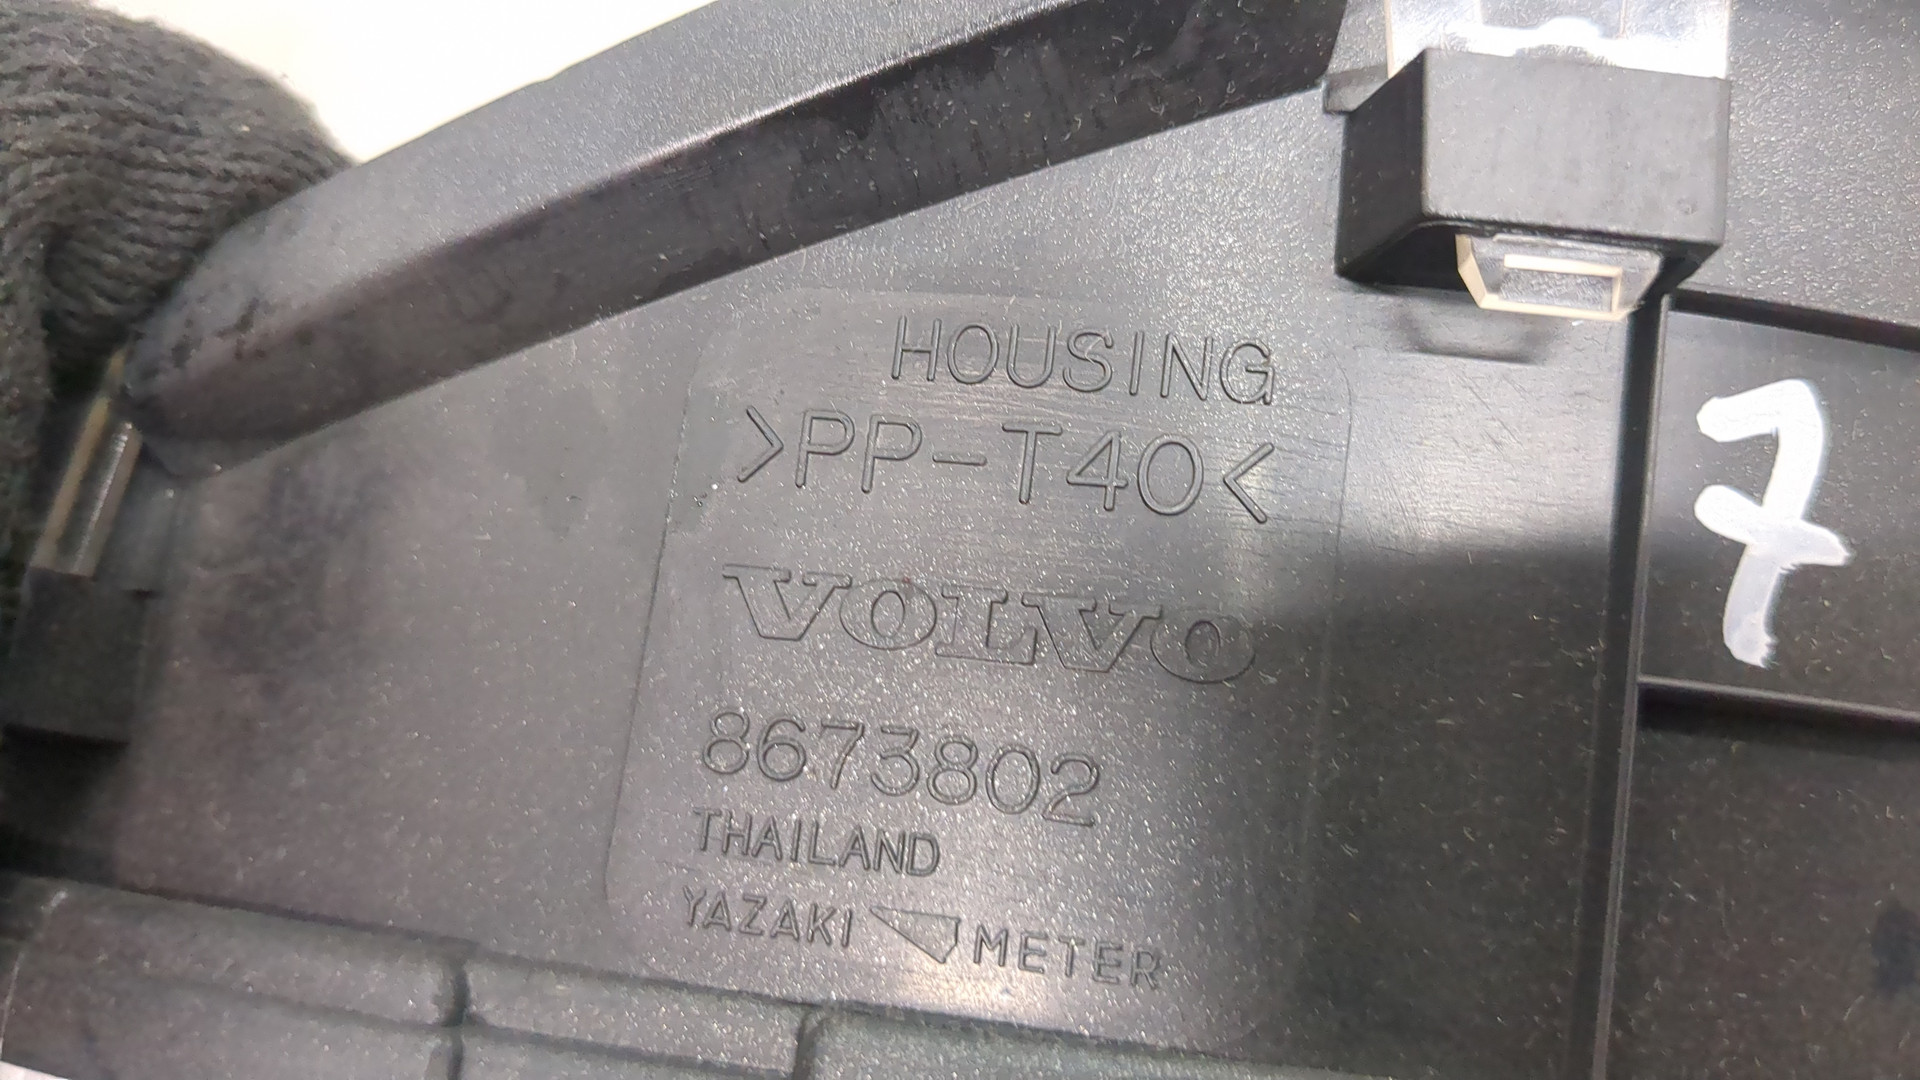 HOUSING
>PP-T40<
VOLVO
8673802
THAILAND
YAZAKI METER
7